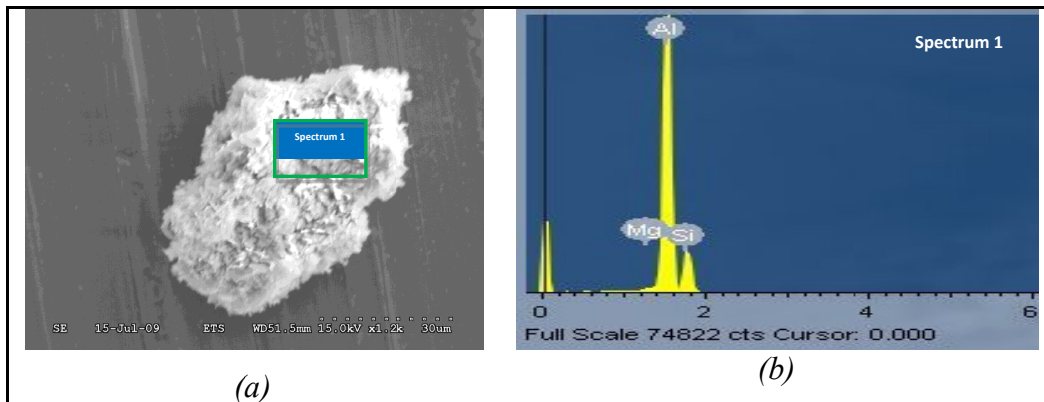 Spectrum 1
SE 15-Jul-09 ETS WD51.5mm 15.0kV x1.2k 30um
(a)
Al
Spectrum 1
Mg
Si
0 2 4 6
Full Scale 74822 cts Cursor: 0.000
(b)